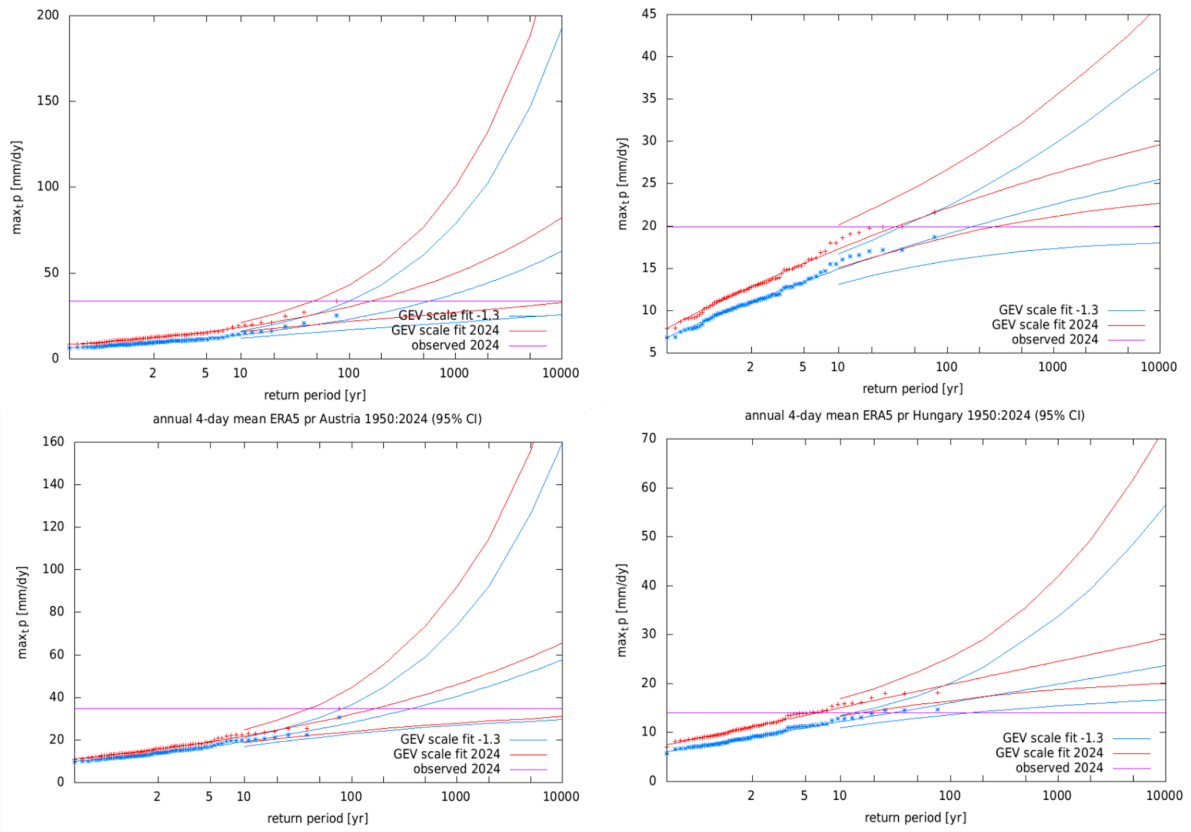 200
150
100
50
0
max_t p [mm/dy]
GEV scale fit -1.3
GEV scale fit 2024
observed 2024
2 5 10 100 1000 10000
return period [yr]
45
40
35
30
25
20
15
10
5
max_t p [mm/dy]
GEV scale fit -1.3
GEV scale fit 2024
observed 2024
2 5 10 100 1000 10000
return period [yr]
annual 4-day mean ERA5 pr Austria 1950:2024 (95% CI)
160
140
120
100
80
60
40
20
0
max_t p [mm/dy]
GEV scale fit -1.3
GEV scale fit 2024
observed 2024
2 5 10 100 1000 10000
return period [yr]
annual 4-day mean ERA5 pr Hungary 1950:2024 (95% CI)
70
60
50
40
30
20
10
0
max_t p [mm/dy]
GEV scale fit -1.3
GEV scale fit 2024
observed 2024
2 5 10 100 1000 10000
return period [yr]